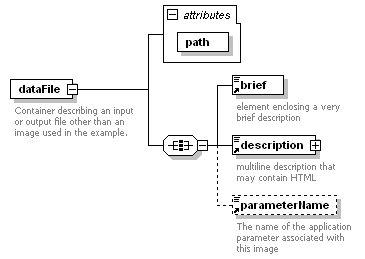 attributes
path
dataFile
Container describing an input
or output file other than an
image used in the example.
brief
element enclosing a very
brief description
description
multiline description that
may contain HTML
parameterName
The name of the application
parameter associated with
this image